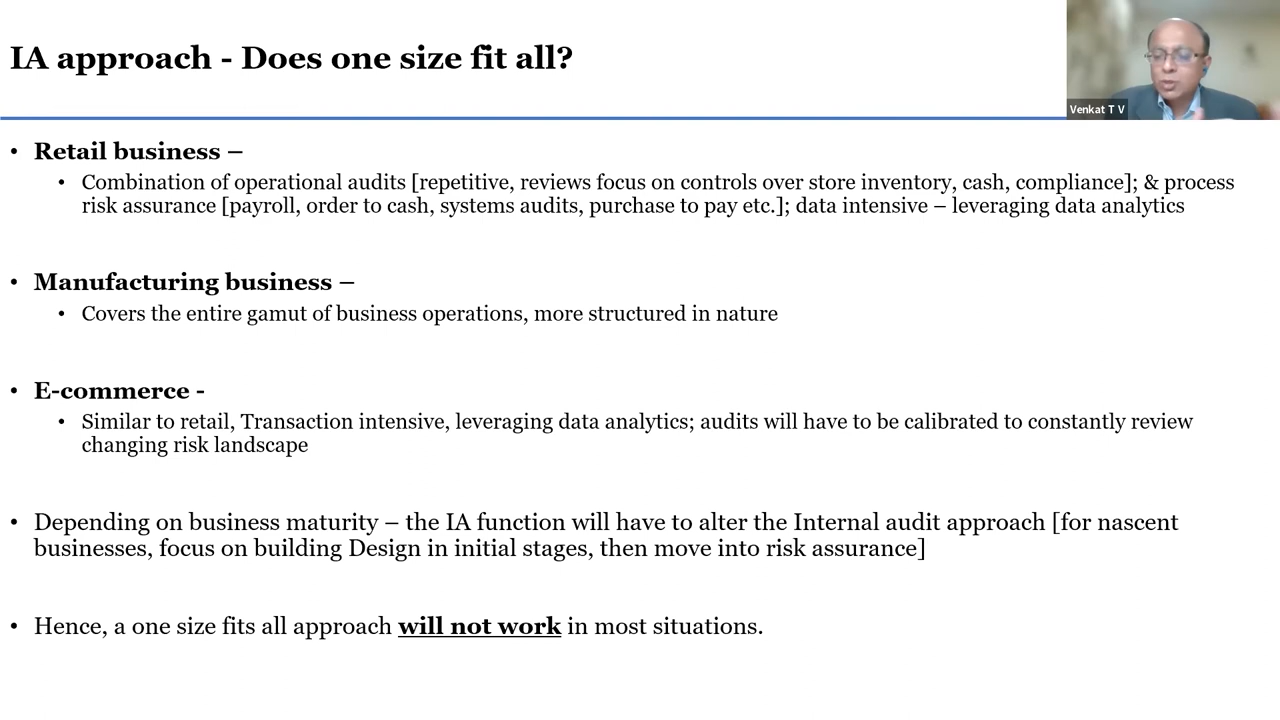 IA approach - Does one size fit all?
Venkat T V
• Retail business –
• Combination of operational audits [repetitive, reviews focus on controls over store inventory, cash, compliance]; & process
risk assurance [payroll, order to cash, systems audits, purchase to pay etc.]; data intensive – leveraging data analytics
• Manufacturing business –
• Covers the entire gamut of business operations, more structured in nature
• E-commerce -
• Similar to retail, Transaction intensive, leveraging data analytics; audits will have to be calibrated to constantly review
changing risk landscape
• Depending on business maturity – the IA function will have to alter the Internal audit approach [for nascent
businesses, focus on building Design in initial stages, then move into risk assurance]
• Hence, a one size fits all approach will not work in most situations.